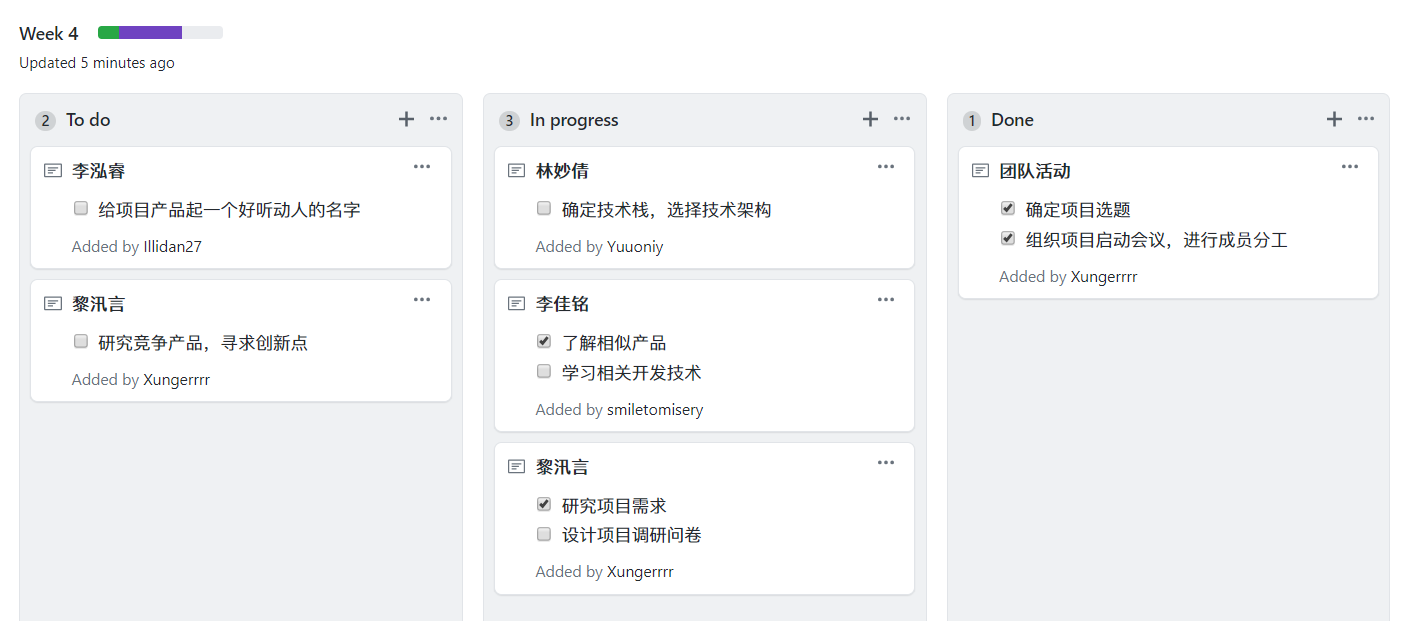 Week 4
Updated 5 minutes ago
2 To do
李泓睿
给项目产品起一个好听动人的名字
Added by Illidan27
黎汛言
研究竞争产品，寻求创新点
Added by Xungerrrr
3 In progress
林妙倩
确定技术栈，选择技术架构
Added by Yuuoniy
李佳铭
了解相似产品
学习相关开发技术
Added by smiletomisery
黎汛言
研究项目需求
设计项目调研问卷
Added by Xungerrrr
1 Done
团队活动
确定项目选题
组织项目启动会议，进行成员分工
Added by Xungerrrr